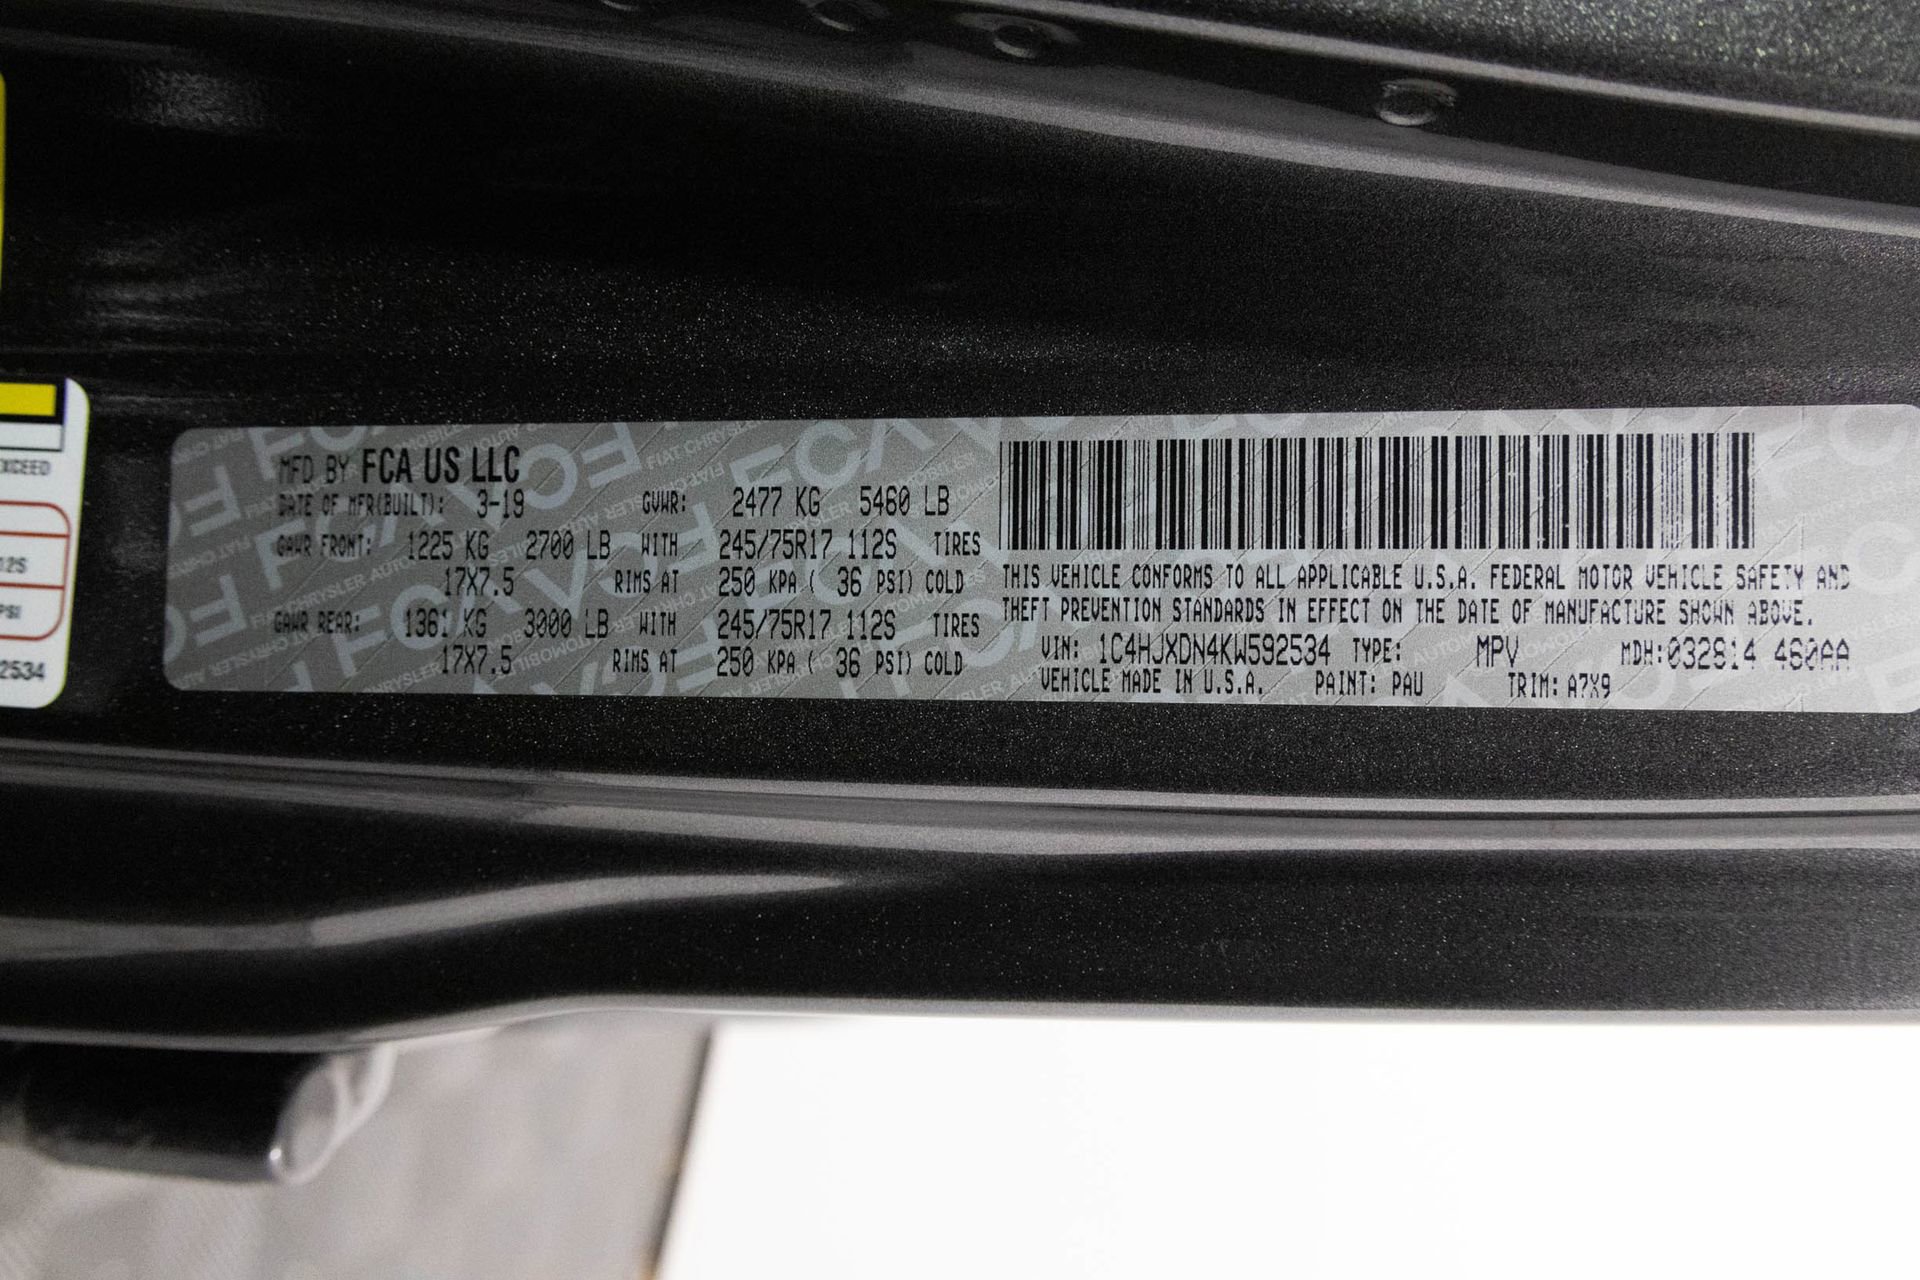 MFD BY FCA US LLC
DATE OF MFR(BUILT): 3-19 GVWR: 2477 KG 5460 LB
GAWR FRONT: 1225 KG 2700 LB WITH 245/75R17 112S TIRES
17X7.5 RIMS AT 250 KPA ( 36 PSI) COLD
GAWR REAR: 1361 KG 3000 LB WITH 245/75R17 112S TIRES
17X7.5 RIMS AT 250 KPA ( 36 PSI) COLD
THIS VEHICLE CONFORMS TO ALL APPLICABLE U.S.A. FEDERAL MOTOR VEHICLE SAFETY AND
THEFT PREVENTION STANDARDS IN EFFECT ON THE DATE OF MANUFACTURE SHOWN ABOVE.
VIN: 1C4HJXDN4KW592534 TYPE: MPV MDH:032814 460AA
VEHICLE MADE IN U.S.A. PAINT: PAU TRIM: A7X9
XCEED
12S
PSI
2534